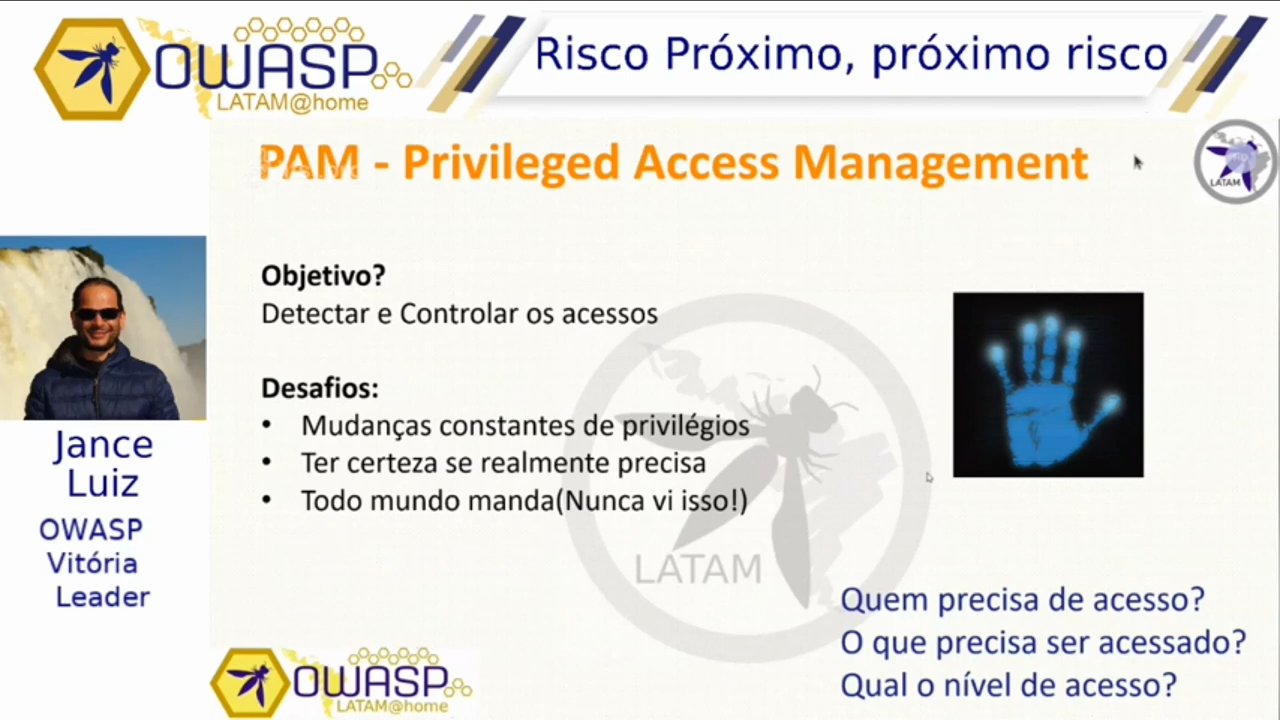 OWASP
LATAM@home
Risco Próximo, próximo risco
PAM - Privileged Access Management
LATAM
Objetivo?
Detectar e Controlar os acessos
Desafios:
• Mudanças constantes de privilégios
• Ter certeza se realmente precisa
• Todo mundo manda(Nunca vi isso!)
LATAM
Jance
Luiz
OWASP
Vitória
Leader
Quem precisa de acesso?
O que precisa ser acessado?
Qual o nível de acesso?
OWASP
LATAM@home